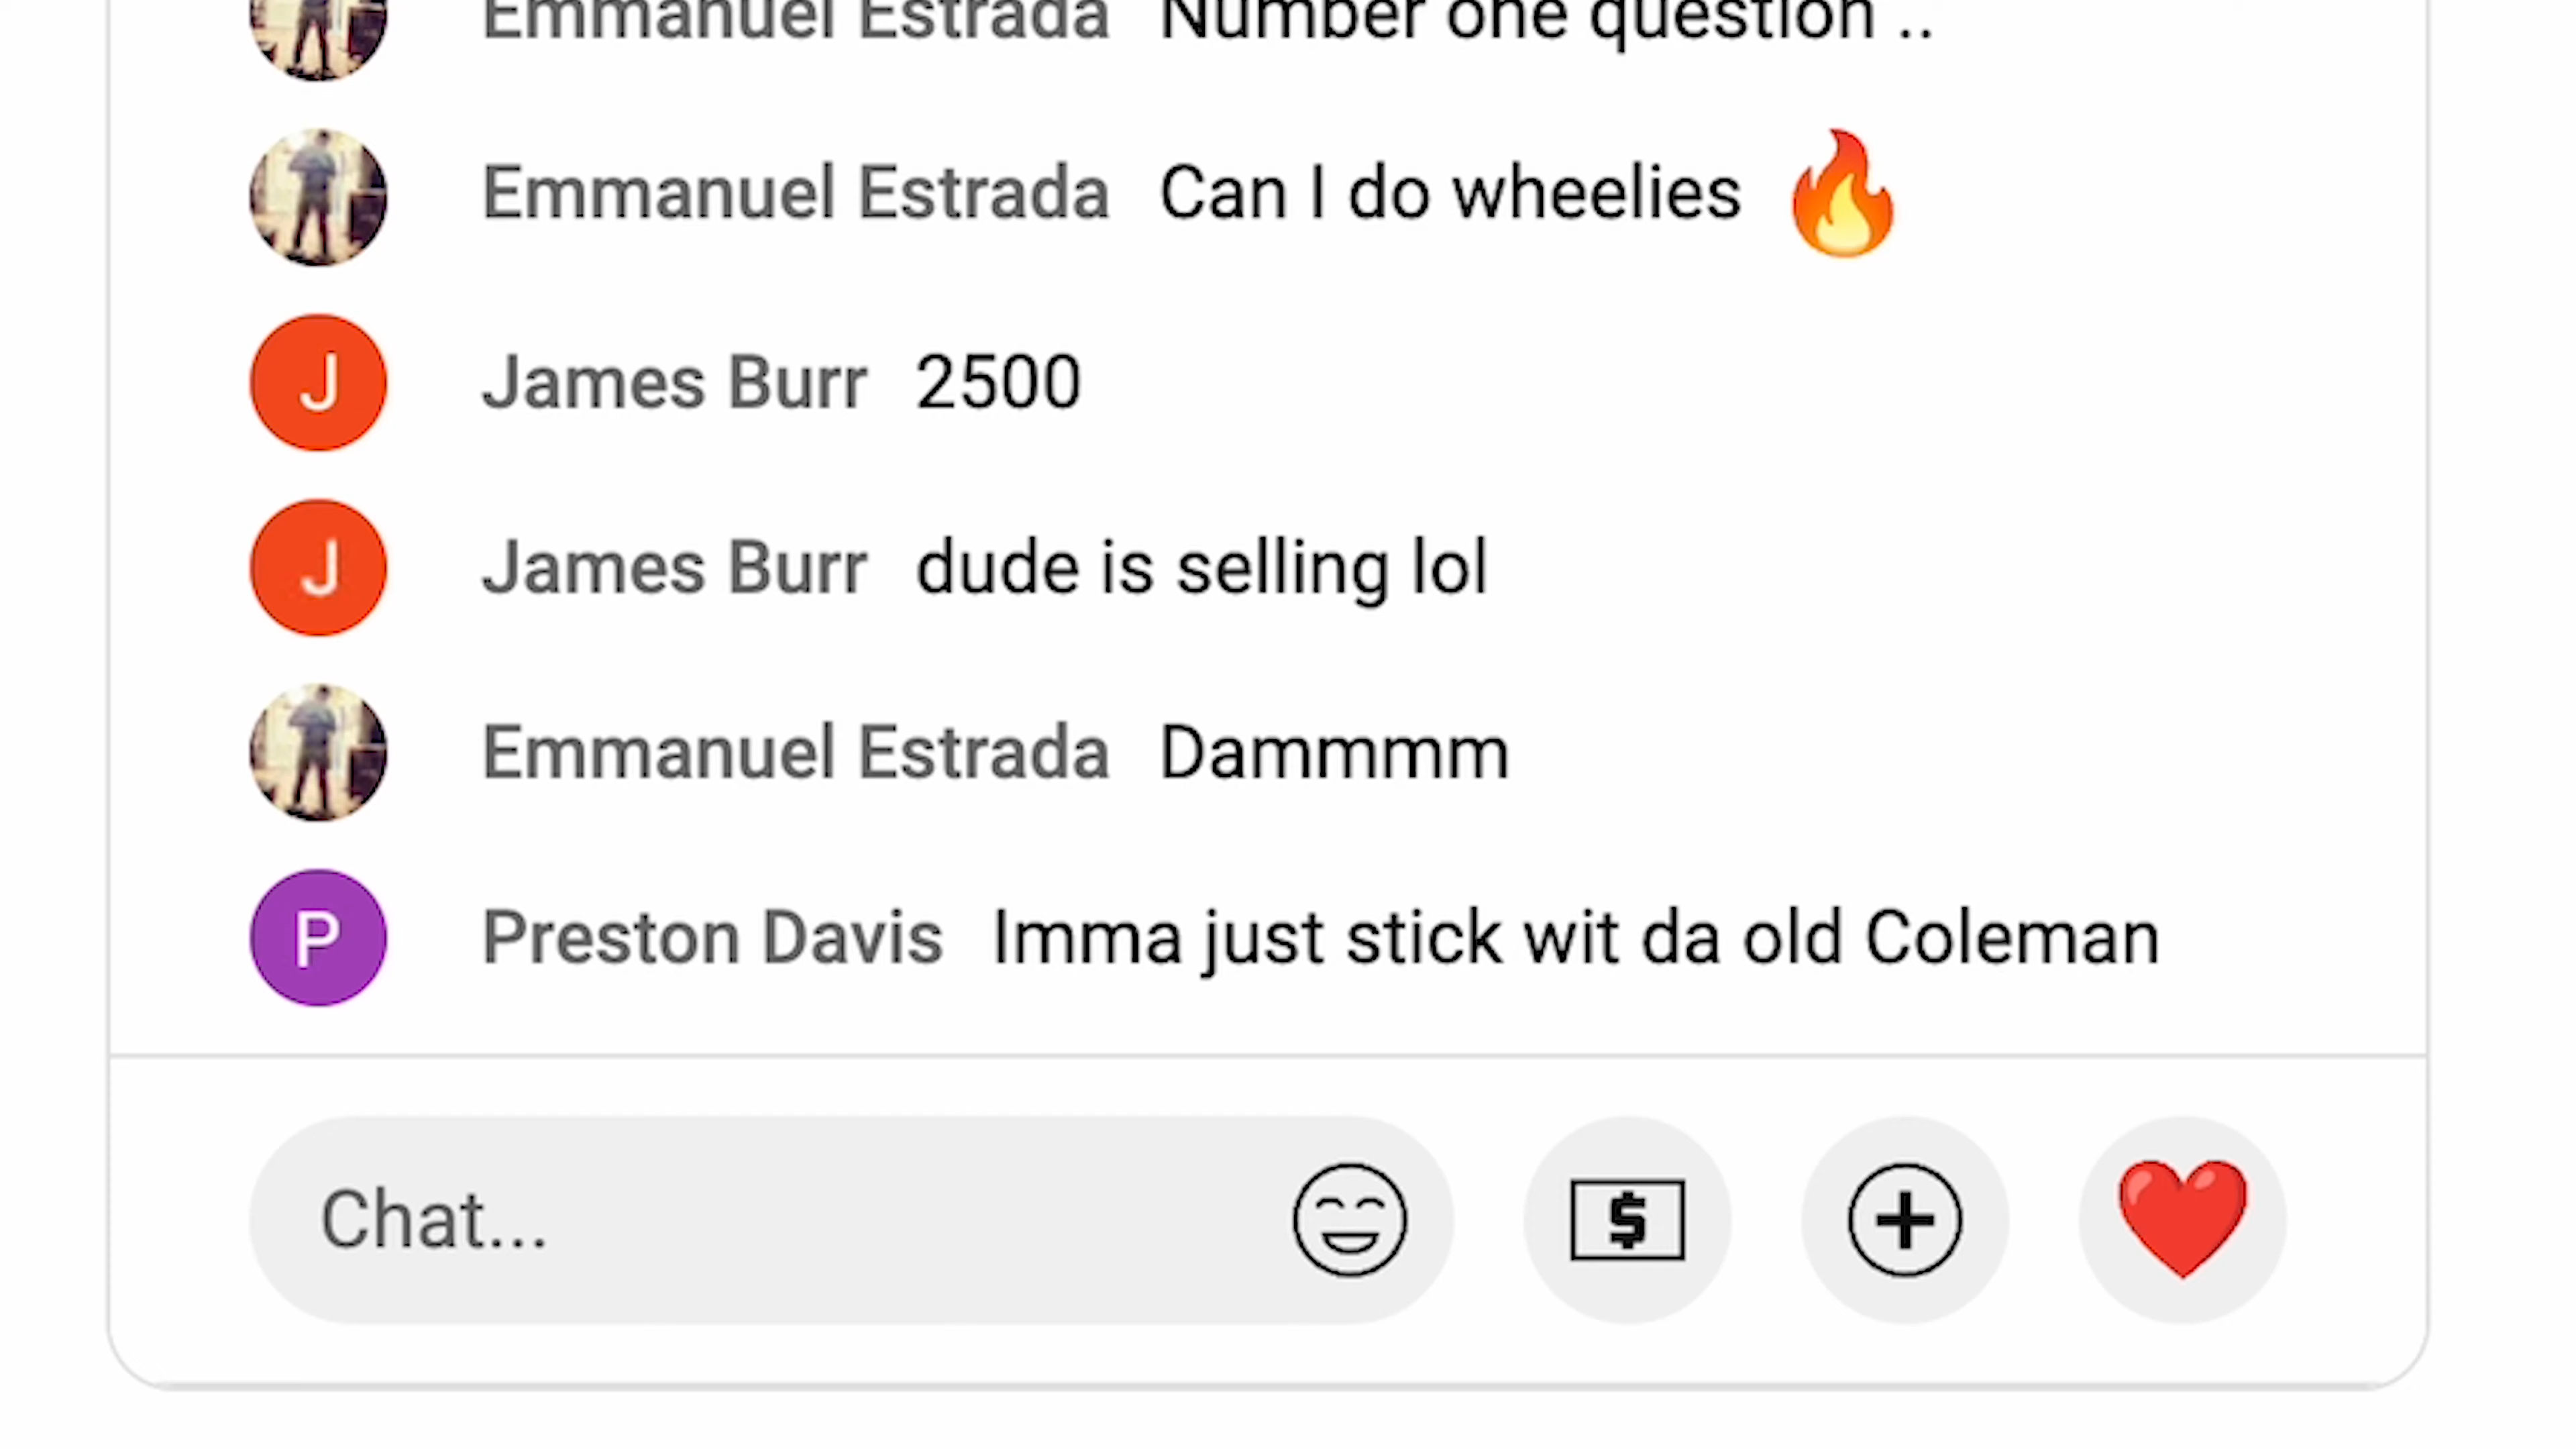 Emmanuel Estrada Number one question ..
Emmanuel Estrada Can I do wheelies 🔥
J James Burr 2500
J James Burr dude is selling lol
Emmanuel Estrada Dammmm
P Preston Davis Imma just stick wit da old Coleman
Chat... $